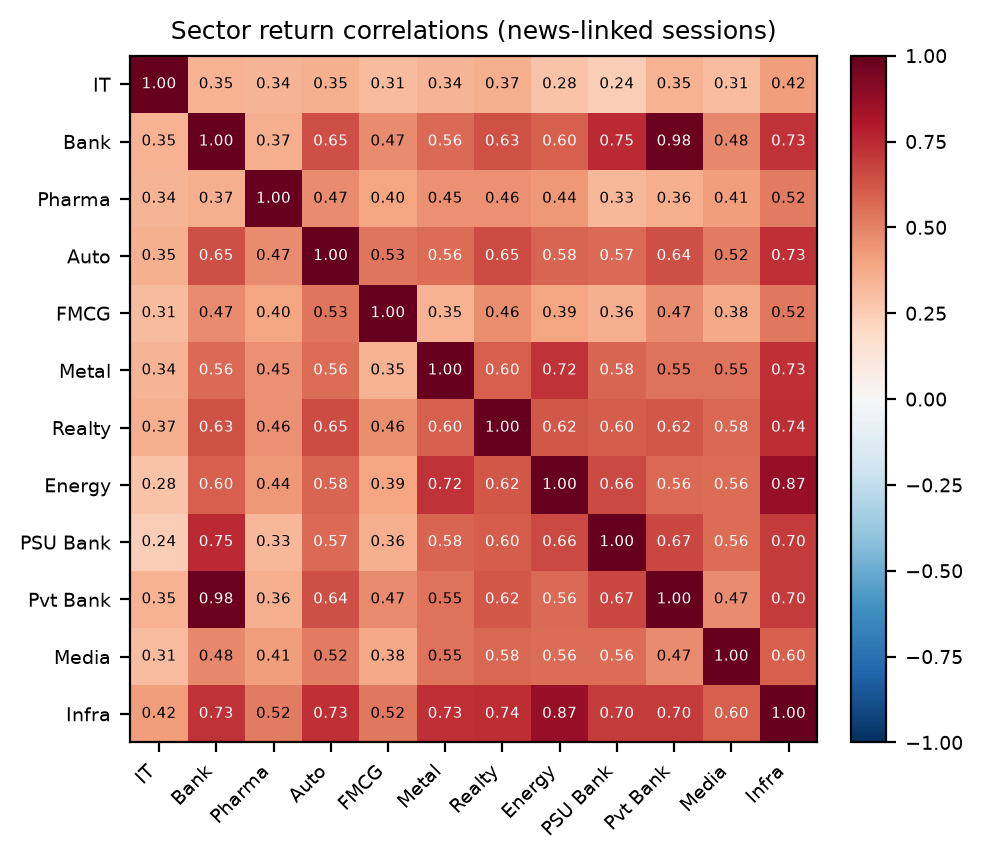 Sector return correlations (news-linked sessions)
IT 1.00 0.35 0.34 0.35 0.31 0.34 0.37 0.28 0.24 0.35 0.31 0.42
Bank 0.35 1.00 0.37 0.65 0.47 0.56 0.63 0.60 0.75 0.98 0.48 0.73
Pharma 0.34 0.37 1.00 0.47 0.40 0.45 0.46 0.44 0.33 0.36 0.41 0.52
Auto 0.35 0.65 0.47 1.00 0.53 0.56 0.65 0.58 0.57 0.64 0.52 0.73
FMCG 0.31 0.47 0.40 0.53 1.00 0.35 0.46 0.39 0.36 0.47 0.38 0.52
Metal 0.34 0.56 0.45 0.56 0.35 1.00 0.60 0.72 0.58 0.55 0.55 0.73
Realty 0.37 0.63 0.46 0.65 0.46 0.60 1.00 0.62 0.60 0.62 0.58 0.74
Energy 0.28 0.60 0.44 0.58 0.39 0.72 0.62 1.00 0.66 0.56 0.56 0.87
PSU Bank 0.24 0.75 0.33 0.57 0.36 0.58 0.60 0.66 1.00 0.67 0.56 0.70
Pvt Bank 0.35 0.98 0.36 0.64 0.47 0.55 0.62 0.56 0.67 1.00 0.47 0.70
Media 0.31 0.48 0.41 0.52 0.38 0.55 0.58 0.56 0.56 0.47 1.00 0.60
Infra 0.42 0.73 0.52 0.73 0.52 0.73 0.74 0.87 0.70 0.70 0.60 1.00
IT Bank Pharma Auto FMCG Metal Realty Energy PSU Bank Pvt Bank Media Infra
1.00
0.75
0.50
0.25
0.00
−0.25
−0.50
−0.75
−1.00